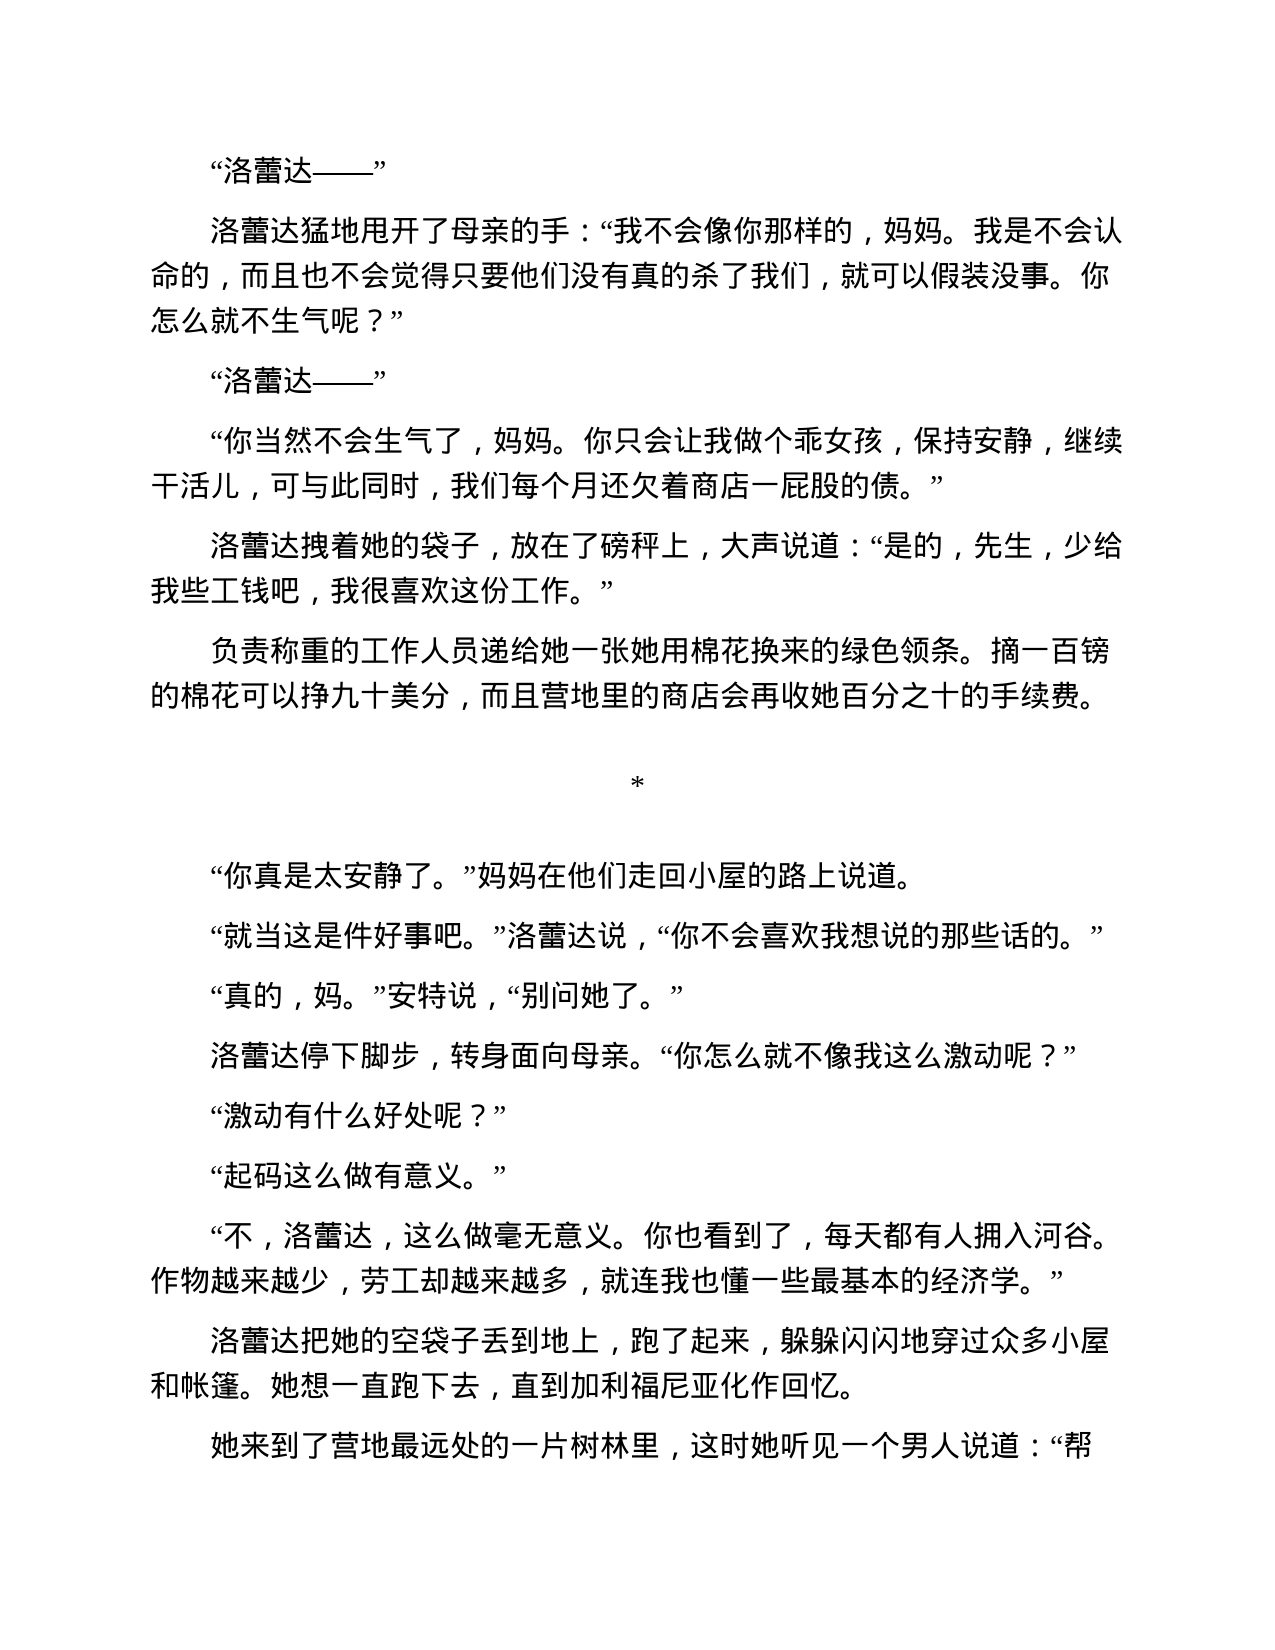 “洛蕾达——”
洛蕾达猛地甩开了母亲的手：“我不会像你那样的，妈妈。我是不会认
命的，而且也不会觉得只要他们没有真的杀了我们，就可以假装没事。你
怎么就不生气呢？”
“洛蕾达——”
“你当然不会生气了，妈妈。你只会让我做个乖女孩，保持安静，继续
干活儿，可与此同时，我们每个月还欠着商店一屁股的债。”
洛蕾达拽着她的袋子，放在了磅秤上，大声说道：“是的，先生，少给
我些工钱吧，我很喜欢这份工作。”
负责称重的工作人员递给她一张她用棉花换来的绿色领条。摘一百镑
的棉花可以挣九十美分，而且营地里的商店会再收她百分之十的手续费。
*
“你真是太安静了。”妈妈在他们走回小屋的路上说道。
“就当这是件好事吧。”洛蕾达说，“你不会喜欢我想说的那些话的。”
“真的，妈。”安特说，“别问她了。”
洛蕾达停下脚步，转身面向母亲。“你怎么就不像我这么激动呢？”
“激动有什么好处呢？”
“起码这么做有意义。”
“不，洛蕾达，这么做毫无意义。你也看到了，每天都有人拥入河谷。
作物越来越少，劳工却越来越多，就连我也懂一些最基本的经济学。”
洛蕾达把她的空袋子丢到地上，跑了起来，躲躲闪闪地穿过众多小屋
和帐篷。她想一直跑下去，直到加利福尼亚化作回忆。
她来到了营地最远处的一片树林里，这时她听见一个男人说道：“帮